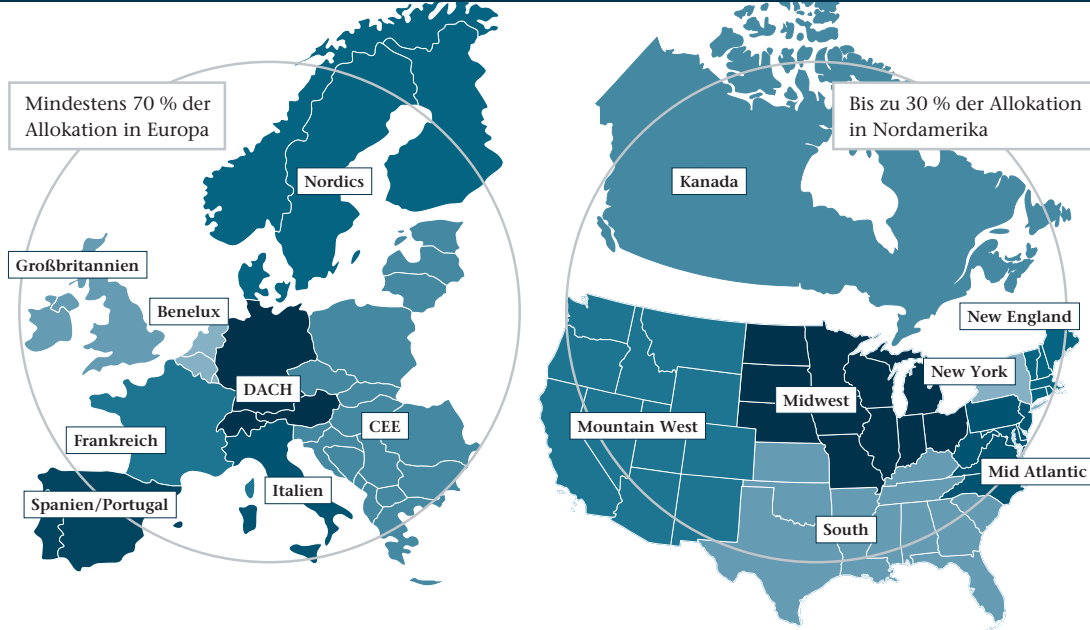 Mindestens 70 % der
Allokation in Europa
Nordics
Großbritannien
Benelux
DACH
Frankreich
CEE
Italien
Spanien/Portugal
Bis zu 30 % der Allokation
in Nordamerika
Kanada
New England
New York
Midwest
Mountain West
Mid Atlantic
South